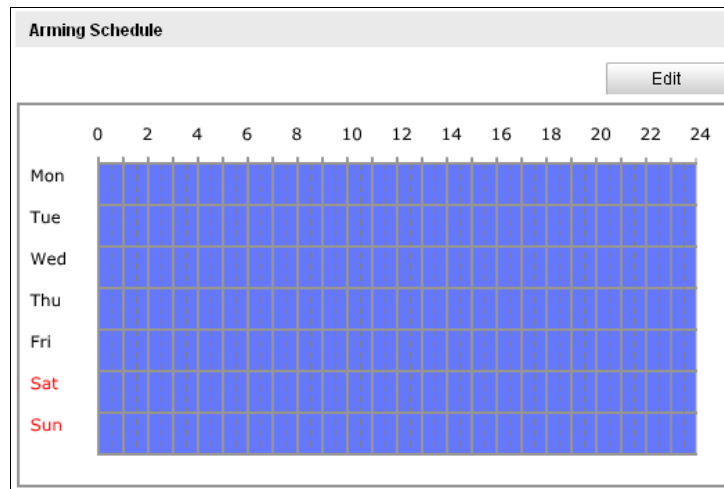 Arming Schedule
Edit
0 2 4 6 8 10 12 14 16 18 20 22 24
Mon
Tue
Wed
Thu
Fri
Sat
Sun